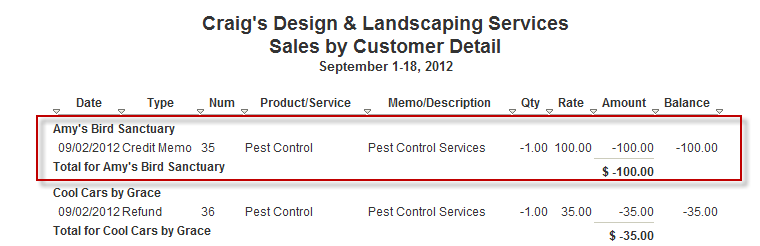 Craig's Design & Landscaping Services
Sales by Customer Detail
September 1-18, 2012
Date Type Num Product/Service Memo/Description Qty Rate Amount Balance
Amy's Bird Sanctuary
09/02/2012 Credit Memo 35 Pest Control Pest Control Services -1.00 100.00 -100.00 -100.00
Total for Amy's Bird Sanctuary $ -100.00
Cool Cars by Grace
09/02/2012 Refund 36 Pest Control Pest Control Services -1.00 35.00 -35.00 -35.00
Total for Cool Cars by Grace $ -35.00